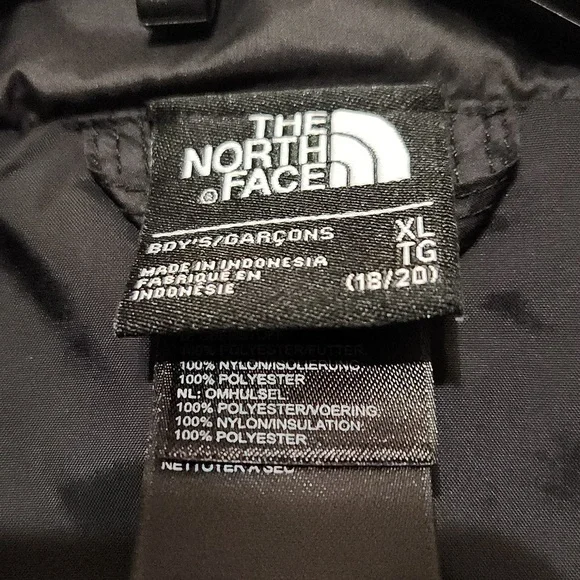 THE
NORTH
FACE
®
BOY'S/GARÇONS
XL
TG
(18/20)
MADE IN INDONESIA
FABRIQUE EN
INDONÉSIE
100% NYLON/ISOLIERUNG
100% POLYESTER
NL: OMHULSEL:
100% POLYESTER/VOERING
100% NYLON/INSULATION:
100% POLYESTER
NETTOYER A SEC